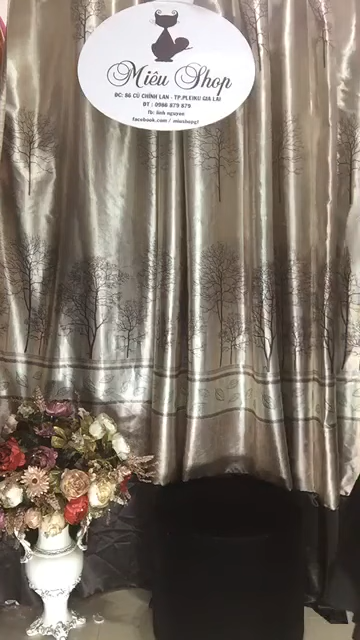 Miêu Shop
ĐC: 86 CÙ CHÍNH LAN - TP.PLEIKU GIA LAI
ĐT : 0986 879 879
fb: linh nguyen
facebook.com / mieushopgl